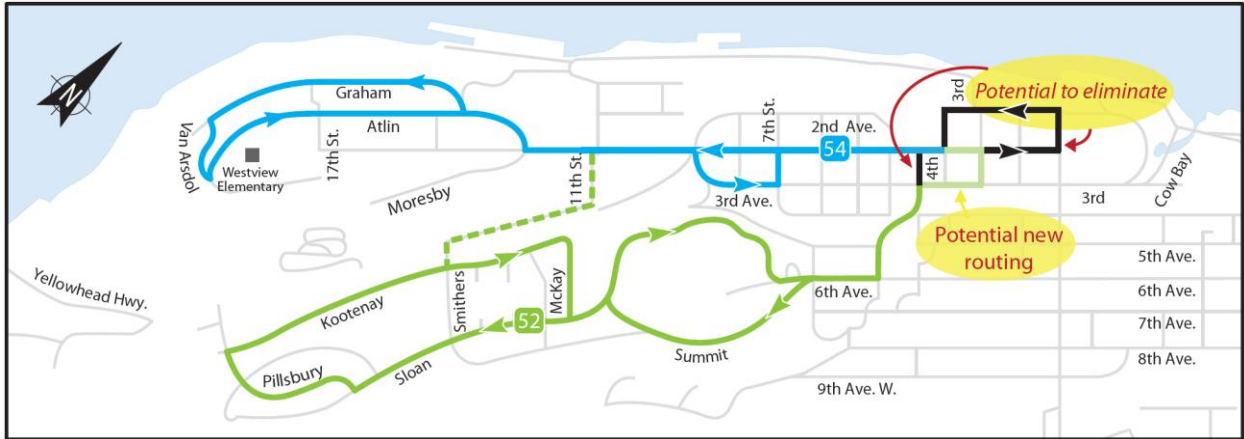 N
Graham
Atlin
Van Arsdol
Westview
Elementary
17th St.
Moresby
11th St.
7th St.
2nd Ave.
54
3rd Ave.
4th
3rd
Potential to eliminate
3rd
Cow Bay
Potential new
routing
5th Ave.
6th Ave.
6th Ave.
7th Ave.
8th Ave.
9th Ave. W.
Yellowhead Hwy.
Kootenay
Smithers
McKay
52
Summit
Pillsbury
Sloan